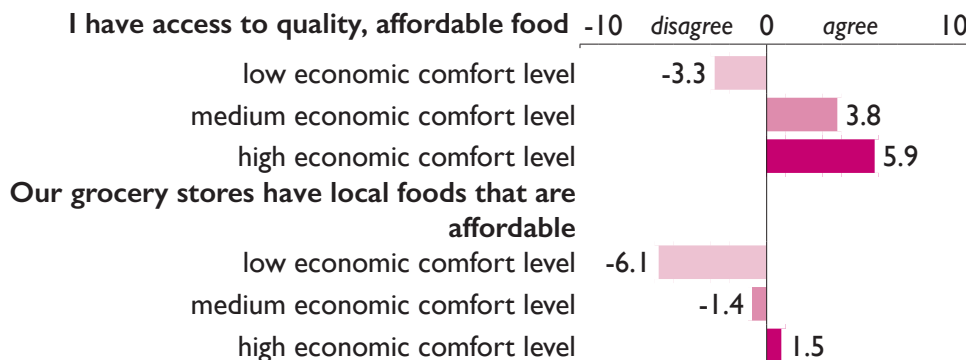 I have access to quality, affordable food -10 disagree 0 agree 10
low economic comfort level -3.3
medium economic comfort level 3.8
high economic comfort level 5.9
Our grocery stores have local foods that are
affordable
low economic comfort level -6.1
medium economic comfort level -1.4
high economic comfort level 1.5